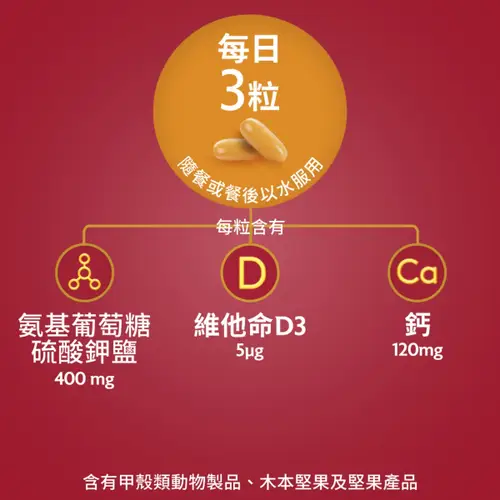 每日
3粒
隨餐或餐後以水服用
每粒含有
D
Ca
氨基葡萄糖
硫酸鉀鹽
400 mg
維他命D3
5µg
鈣
120mg
含有甲殼類動物製品、木本堅果及堅果產品